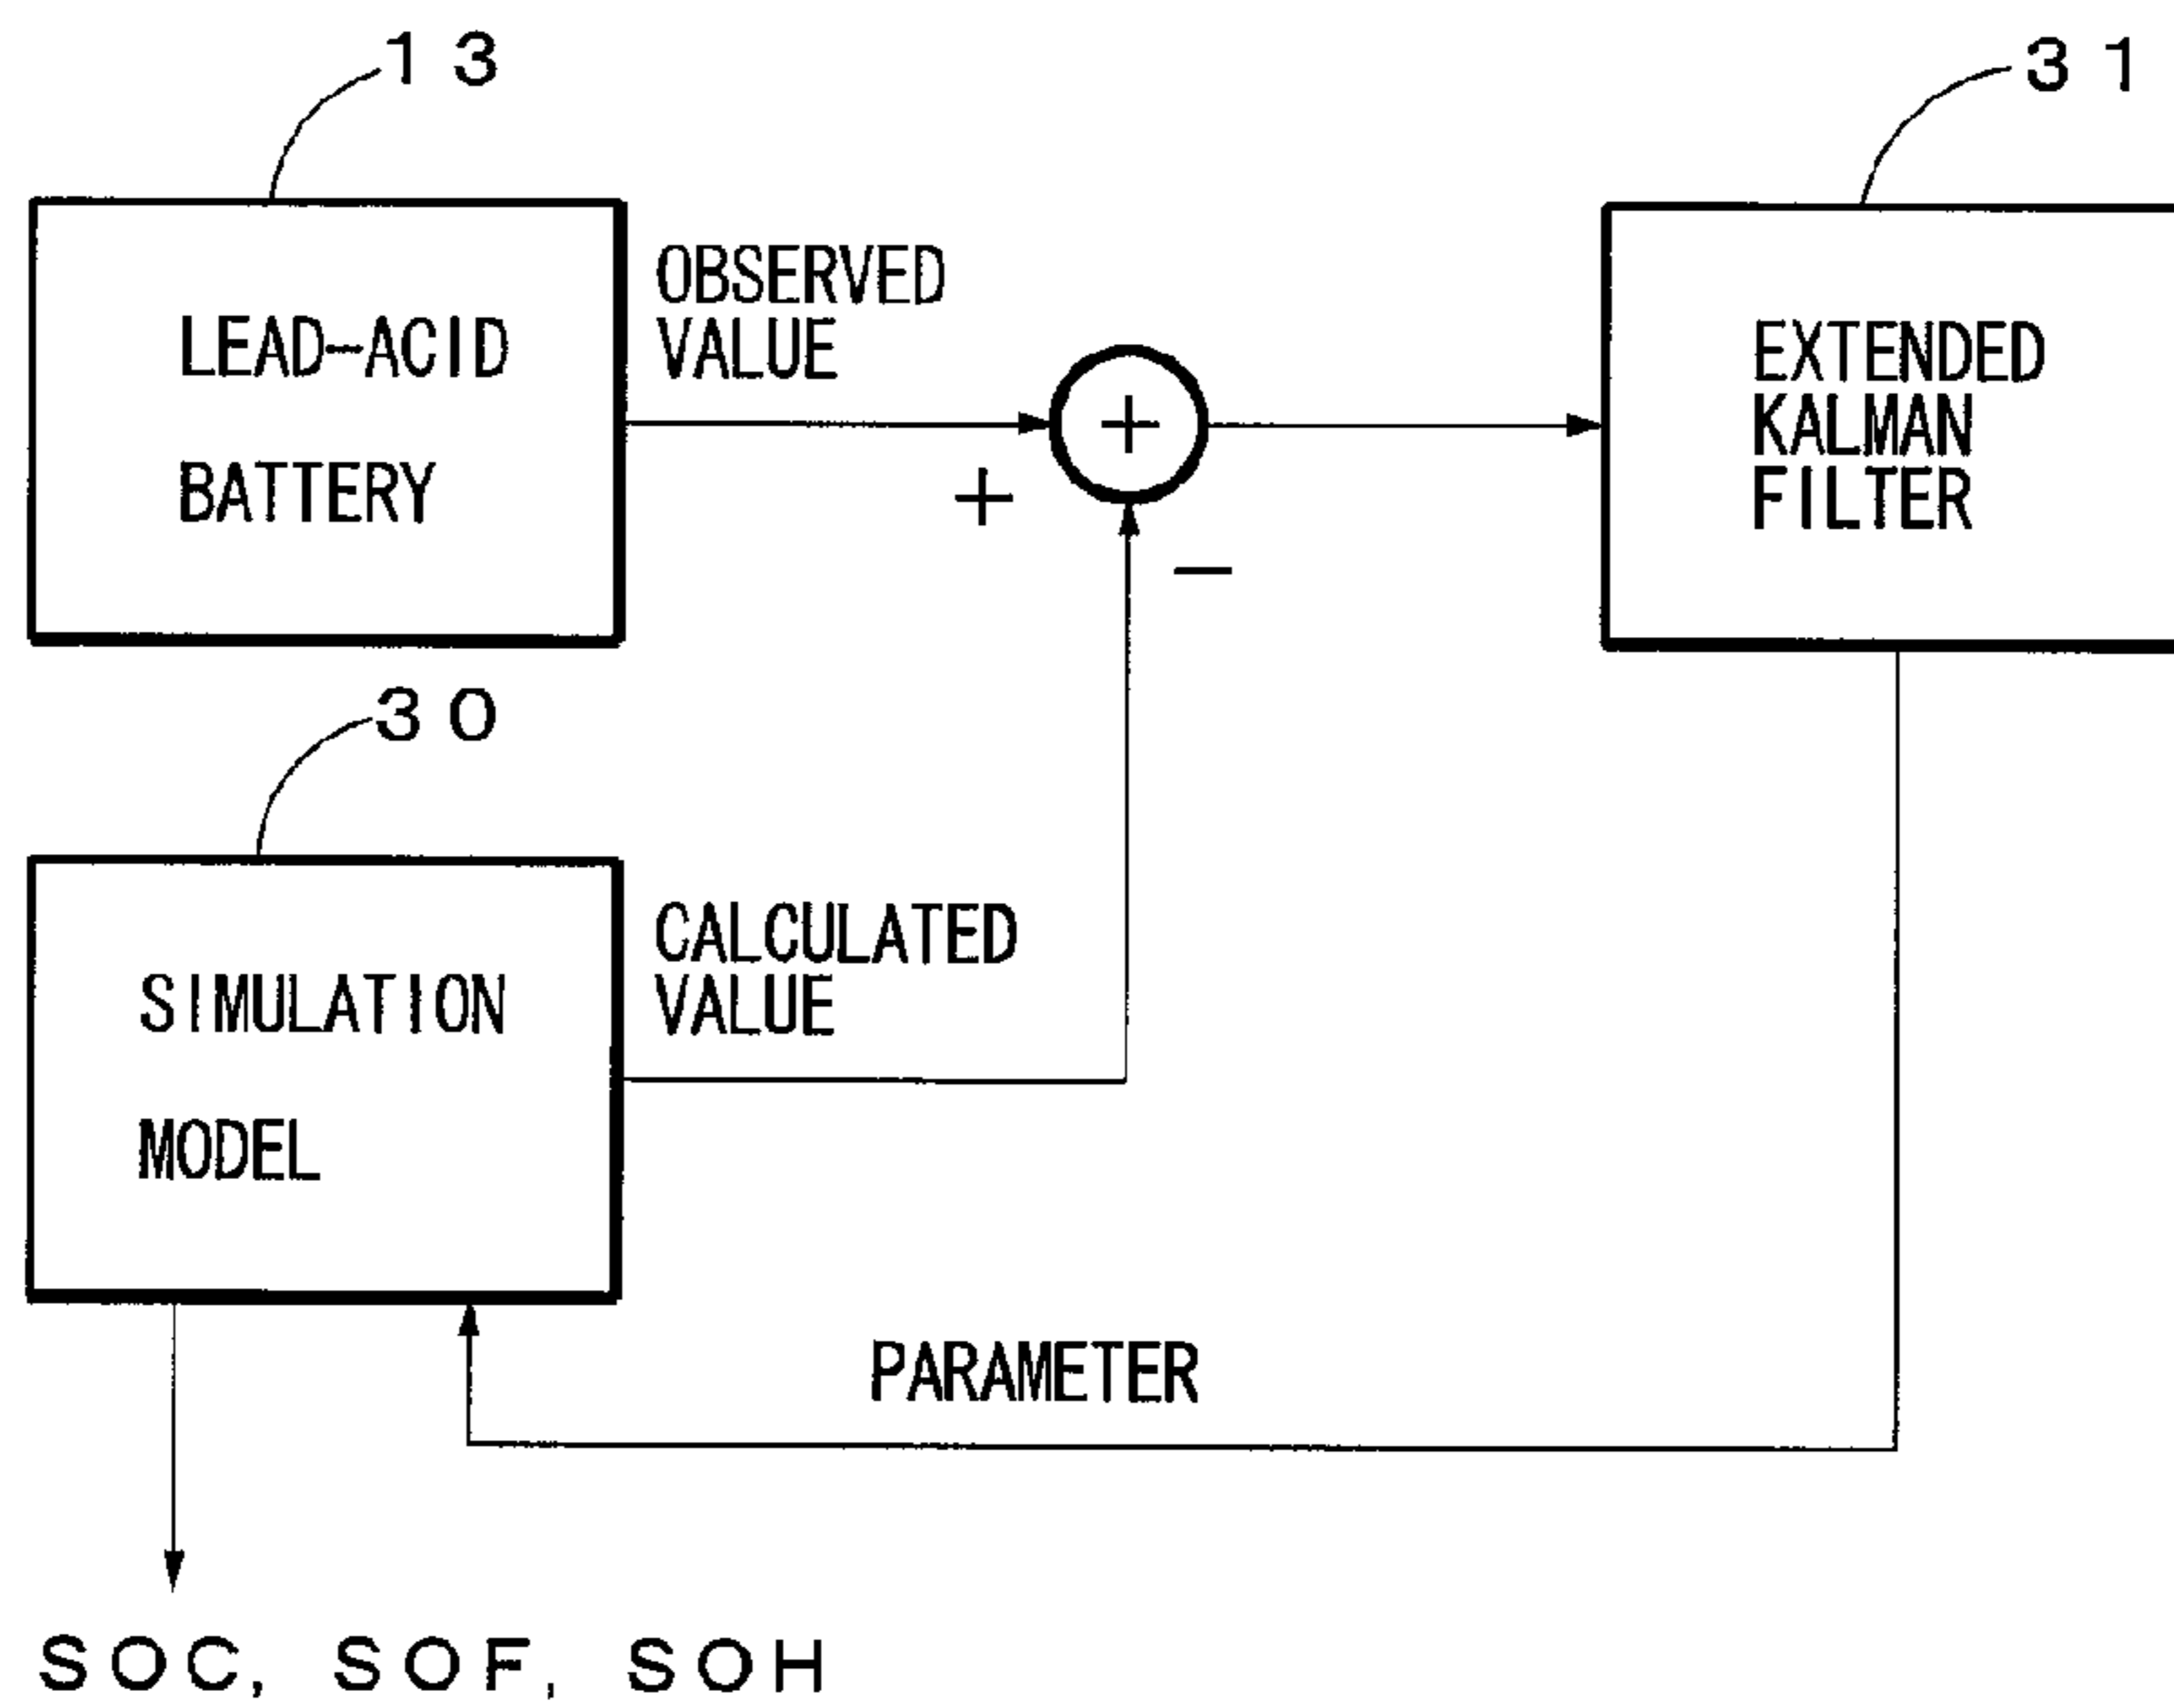 13
31
LEAD-ACID
BATTERY
OBSERVED
VALUE
+
+
−
EXTENDED
KALMAN
FILTER
30
SIMULATION
MODEL
CALCULATED
VALUE
PARAMETER
SOC, SOF, SOH